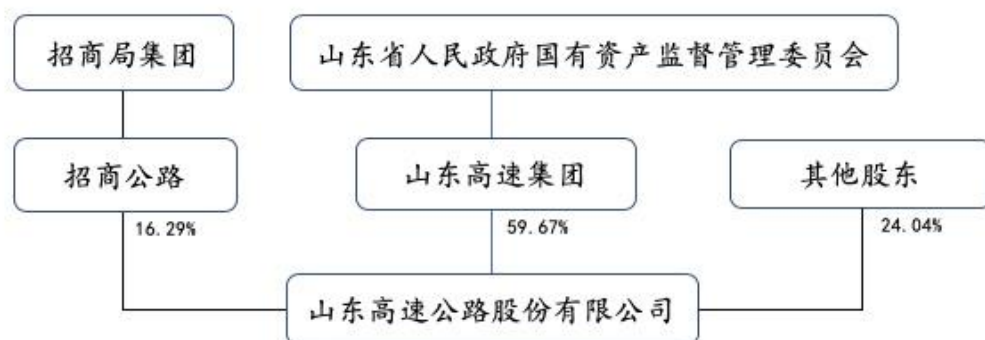 招商局集团
山东省人民政府国有资产监督管理委员会
招商公路
山东高速集团
其他股东
16.29%
59.67%
24.04%
山东高速公路股份有限公司